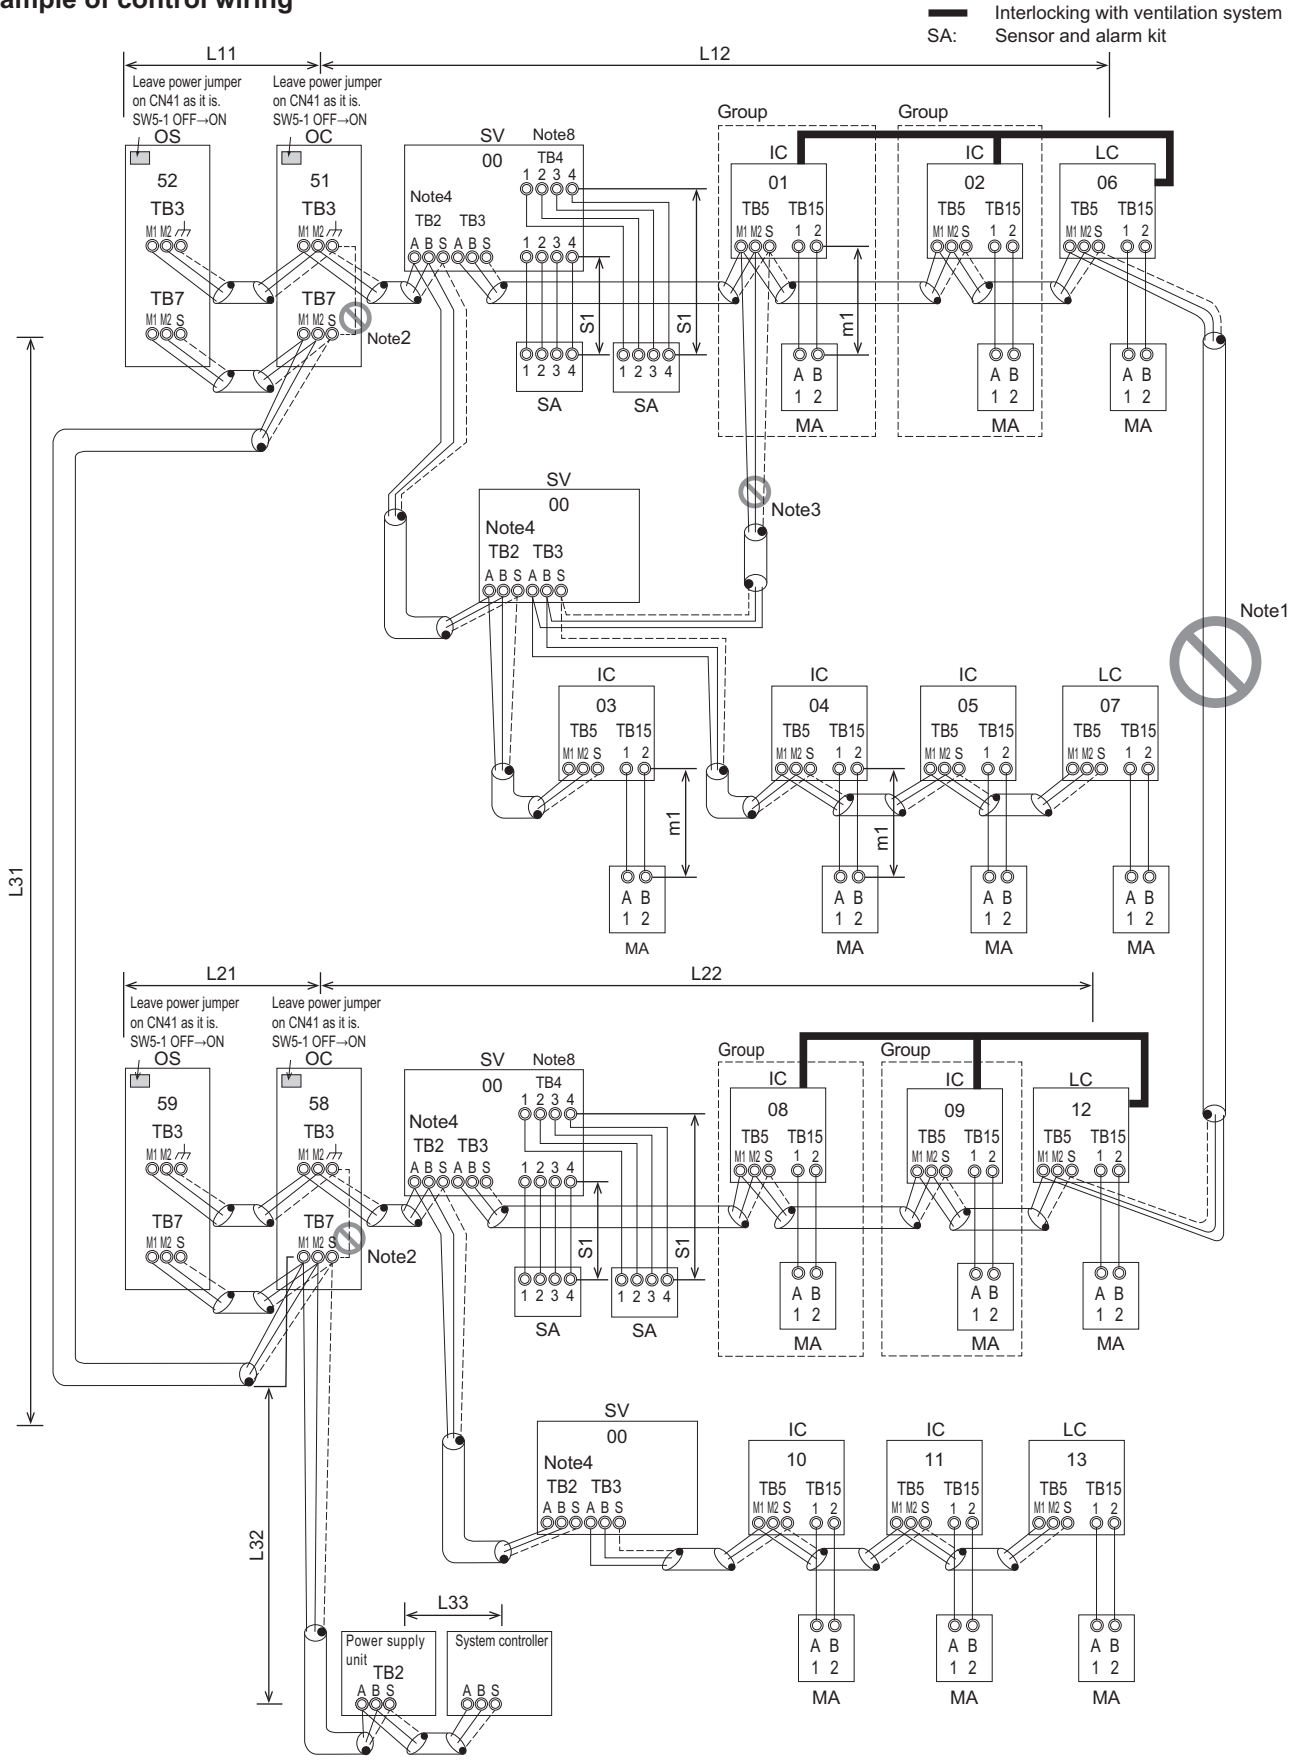 ample of control wiring
Interlocking with ventilation system
SA: Sensor and alarm kit
L11 L12
Leave power jumper on CN41 as it is. SW5-1 OFF→ON
Leave power jumper on CN41 as it is. SW5-1 OFF→ON
OS OC SV Note8 Group Group
52 51 00 TB4 IC IC LC
1 2 3 4 01 02 06
TB3 TB3 Note4 TB5 TB15 TB5 TB15 TB5 TB15
M1 M2 M1 M2 TB2 TB3 M1 M2 S 1 2 M1 M2 S 1 2 M1 M2 S 1 2
A B S A B S 1 2 3 4
TB7 TB7
M1 M2 S M1 M2 S Note2 S1 S1 m1
1 2 3 4 1 2 3 4 A B A B A B
1 2 1 2 1 2
SA SA MA MA MA
SV
00 Note3
Note4
TB2 TB3
A B S A B S
Note1
IC IC IC LC
03 04 05 07
TB5 TB15 TB5 TB15 TB5 TB15 TB5 TB15
M1 M2 S 1 2 M1 M2 S 1 2 M1 M2 S 1 2 M1 M2 S 1 2
m1 m1
L31
A B A B A B A B
1 2 1 2 1 2 1 2
MA MA MA MA
L21 L22
Leave power jumper on CN41 as it is. SW5-1 OFF→ON
Leave power jumper on CN41 as it is. SW5-1 OFF→ON
OS OC SV Note8 Group Group
59 58 00 TB4 IC IC LC
1 2 3 4 08 09 12
TB3 TB3 Note4 TB5 TB15 TB5 TB15 TB5 TB15
M1 M2 M1 M2 TB2 TB3 M1 M2 S 1 2 M1 M2 S 1 2 M1 M2 S 1 2
A B S A B S 1 2 3 4
TB7 TB7
M1 M2 S M1 M2 S Note2 S1 S1
1 2 3 4 1 2 3 4 A B A B A B
1 2 1 2 1 2
SA SA MA MA MA
SV IC IC LC
00 10 11 13
Note4
TB2 TB3 TB5 TB15 TB5 TB15 TB5 TB15
A B S A B S M1 M2 S 1 2 M1 M2 S 1 2 M1 M2 S 1 2
L32
L33
Power supply unit System controller
TB2
A B S A B S
A B A B A B
1 2 1 2 1 2
MA MA MA